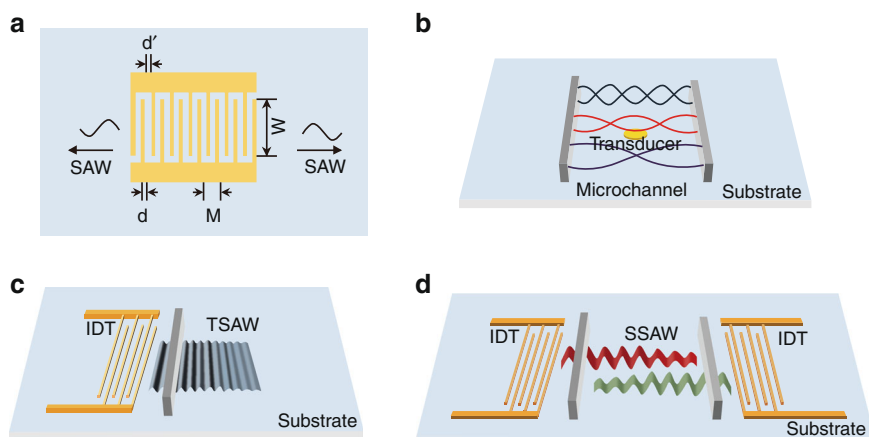 a
d′
W
SAW
SAW
d
M
b
Transducer
Microchannel
Substrate
c
IDT
TSAW
Substrate
d
IDT
SSAW
IDT
Substrate